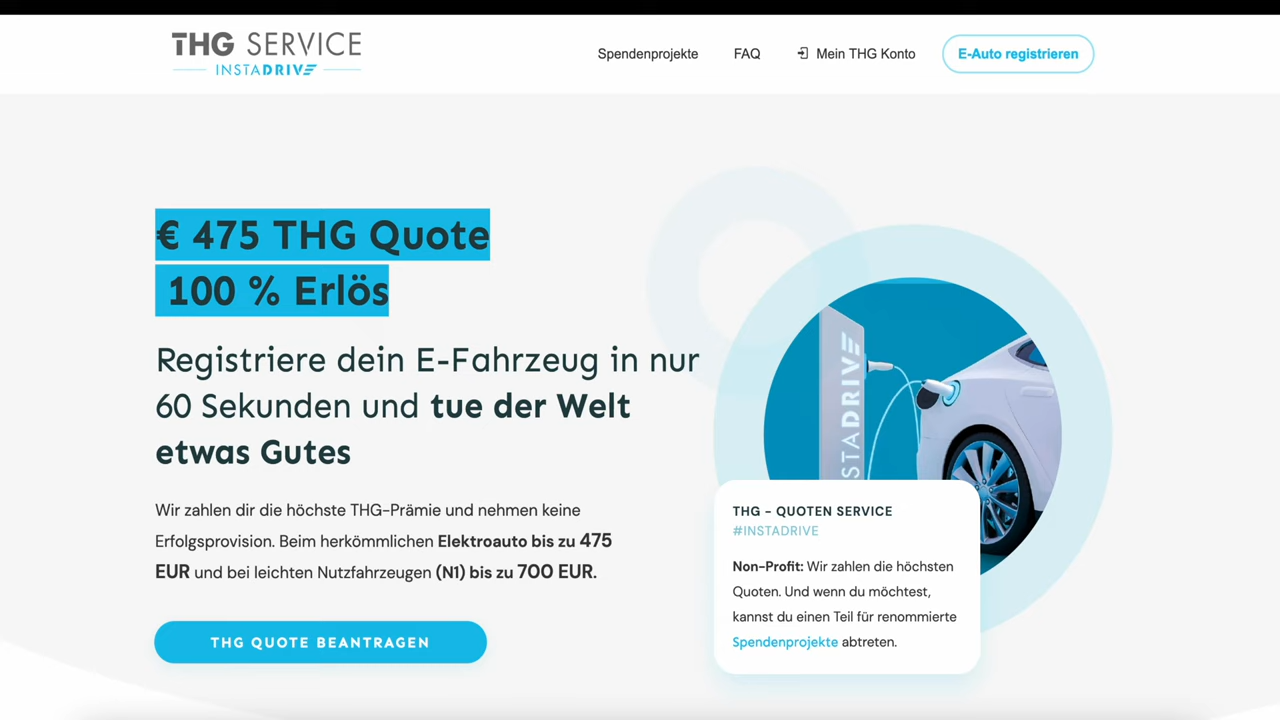 THG SERVICE
INSTADRIVE
Spendenprojekte
FAQ
Mein THG Konto
E-Auto registrieren
€ 475 THG Quote
100 % Erlös
Registriere dein E-Fahrzeug in nur
60 Sekunden und tue der Welt
etwas Gutes
Wir zahlen dir die höchste THG-Prämie und nehmen keine
Erfolgsprovision. Beim herkömmlichen Elektroauto bis zu 475
EUR und bei leichten Nutzfahrzeugen (N1) bis zu 700 EUR.
THG QUOTE BEANTRAGEN
STADRIVE
THG - QUOTEN SERVICE
#INSTADRIVE
Non-Profit: Wir zahlen die höchsten
Quoten. Und wenn du möchtest,
kannst du einen Teil für renommierte
Spendenprojekte abtreten.